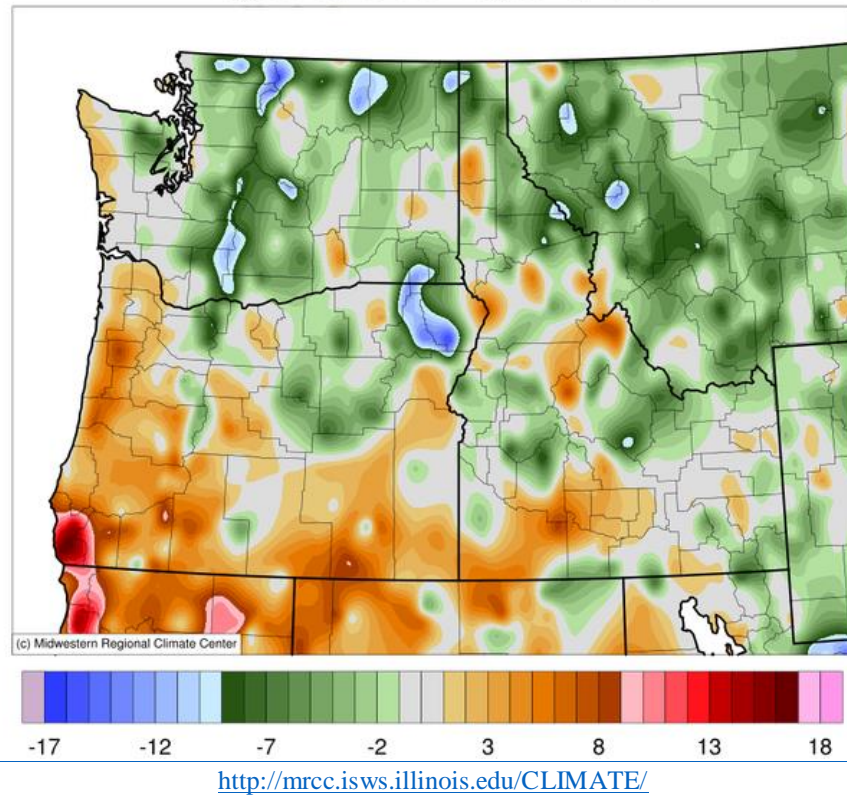 (c) Midwestern Regional Climate Center
-17 -12 -7 -2 3 8 13 18
http://mrcc.isws.illinois.edu/CLIMATE/